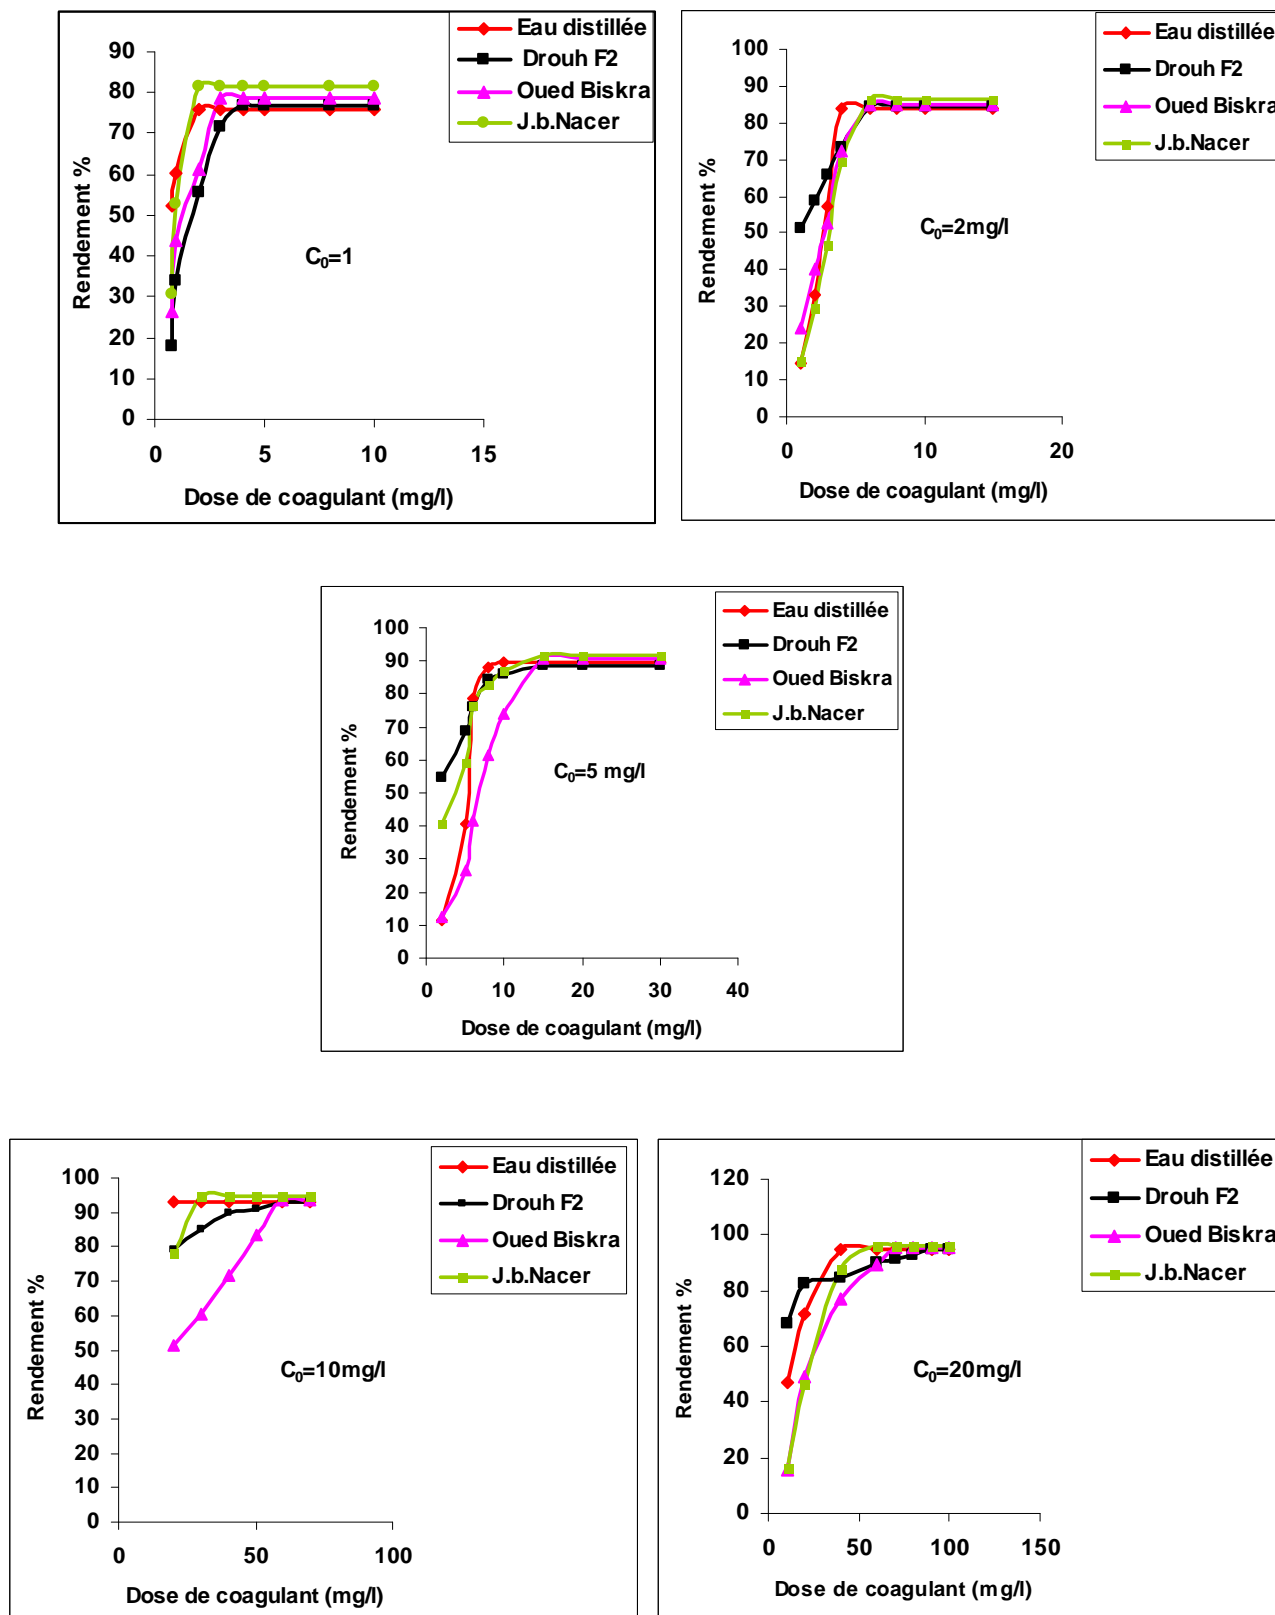 Eau distillée
Drouh F2
Oued Biskra
J.b.Nacer
90
80
70
60
50
40
30
20
10
0
Rendement %
C₀=1
0 5 10 15
Dose de coagulant (mg/l)
Eau distillée
Drouh F2
Oued Biskra
J.b.Nacer
100
90
80
70
60
50
40
30
20
10
0
Rendement %
C₀=2mg/l
0 10 20
Dose de coagulant (mg/l)
Eau distillée
Drouh F2
Oued Biskra
J.b.Nacer
100
90
80
70
60
50
40
30
20
10
0
Rendement %
C₀=5 mg/l
0 10 20 30 40
Dose de coagulant (mg/l)
Eau distillée
Drouh F2
Oued Biskra
J.b.Nacer
100
90
80
70
60
50
40
30
20
10
0
Rendement %
C₀=10mg/l
0 50 100
Dose de coagulant (mg/l)
Eau distillée
Drouh F2
Oued Biskra
J.b.Nacer
120
100
80
60
40
20
0
Rendement %
C₀=20mg/l
0 50 100 150
Dose de coagulant (mg/l)